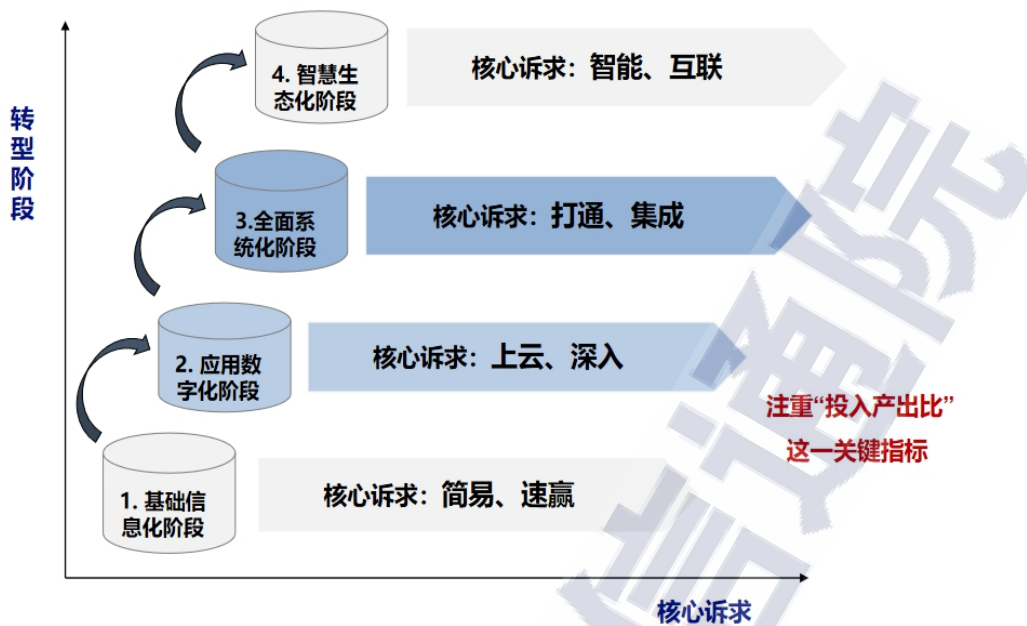 转型阶段
4. 智慧生
态化阶段
核心诉求：智能、互联
3.全面系
统化阶段
核心诉求：打通、集成
2. 应用数
字化阶段
核心诉求：上云、深入
注重“投入产出比”
这一关键指标
1. 基础信
息化阶段
核心诉求：简易、速赢
核心诉求
信通院